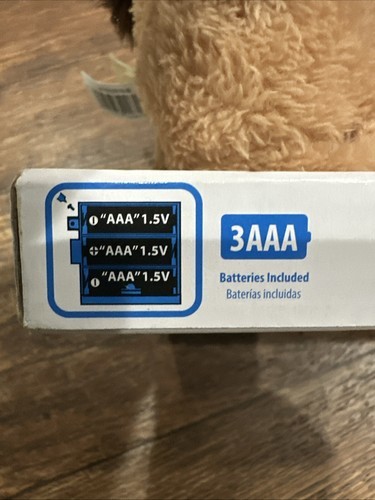 "AAA" 1.5V
"AAA" 1.5V
"AAA" 1.5V
3AAA
Batteries Included
Baterías incluidas